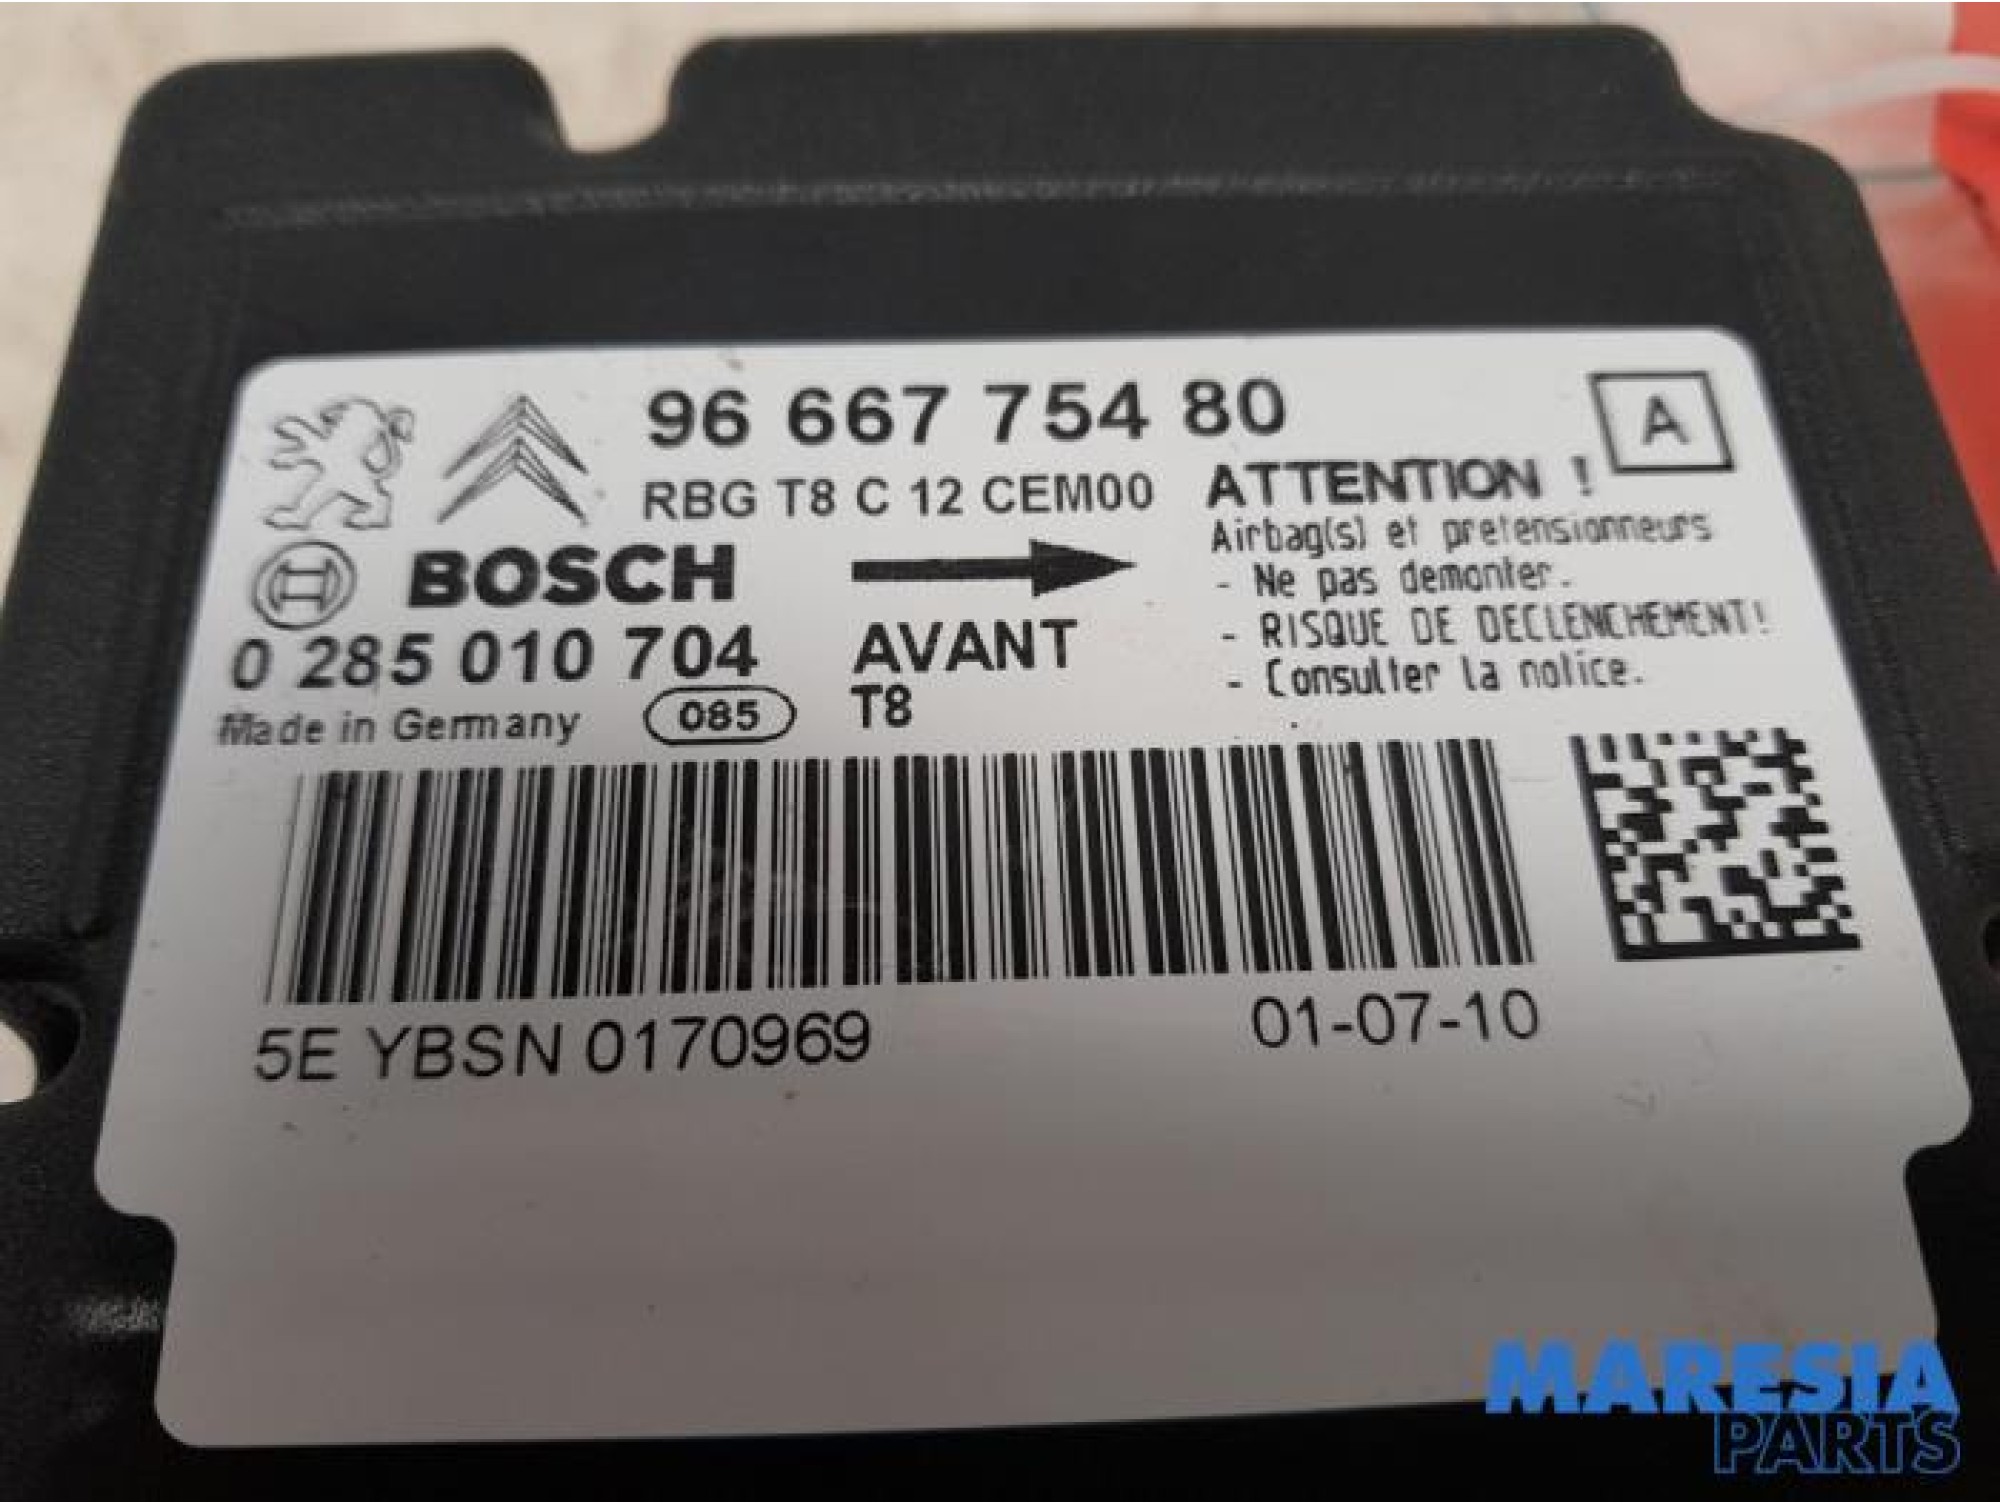 96 667 754 80
A
RBG T8 C 12 CEM00
ATTENTION !
Airbag(s) et pretensionneurs
- Ne pas demonter.
- RISQUE DE DECLENCHEMENT!
- Consulter la notice.
BOSCH
0 285 010 704
AVANT
Made in Germany
085
T8
5E YBSN 0170969
01-07-10
MARESIA
PARTS